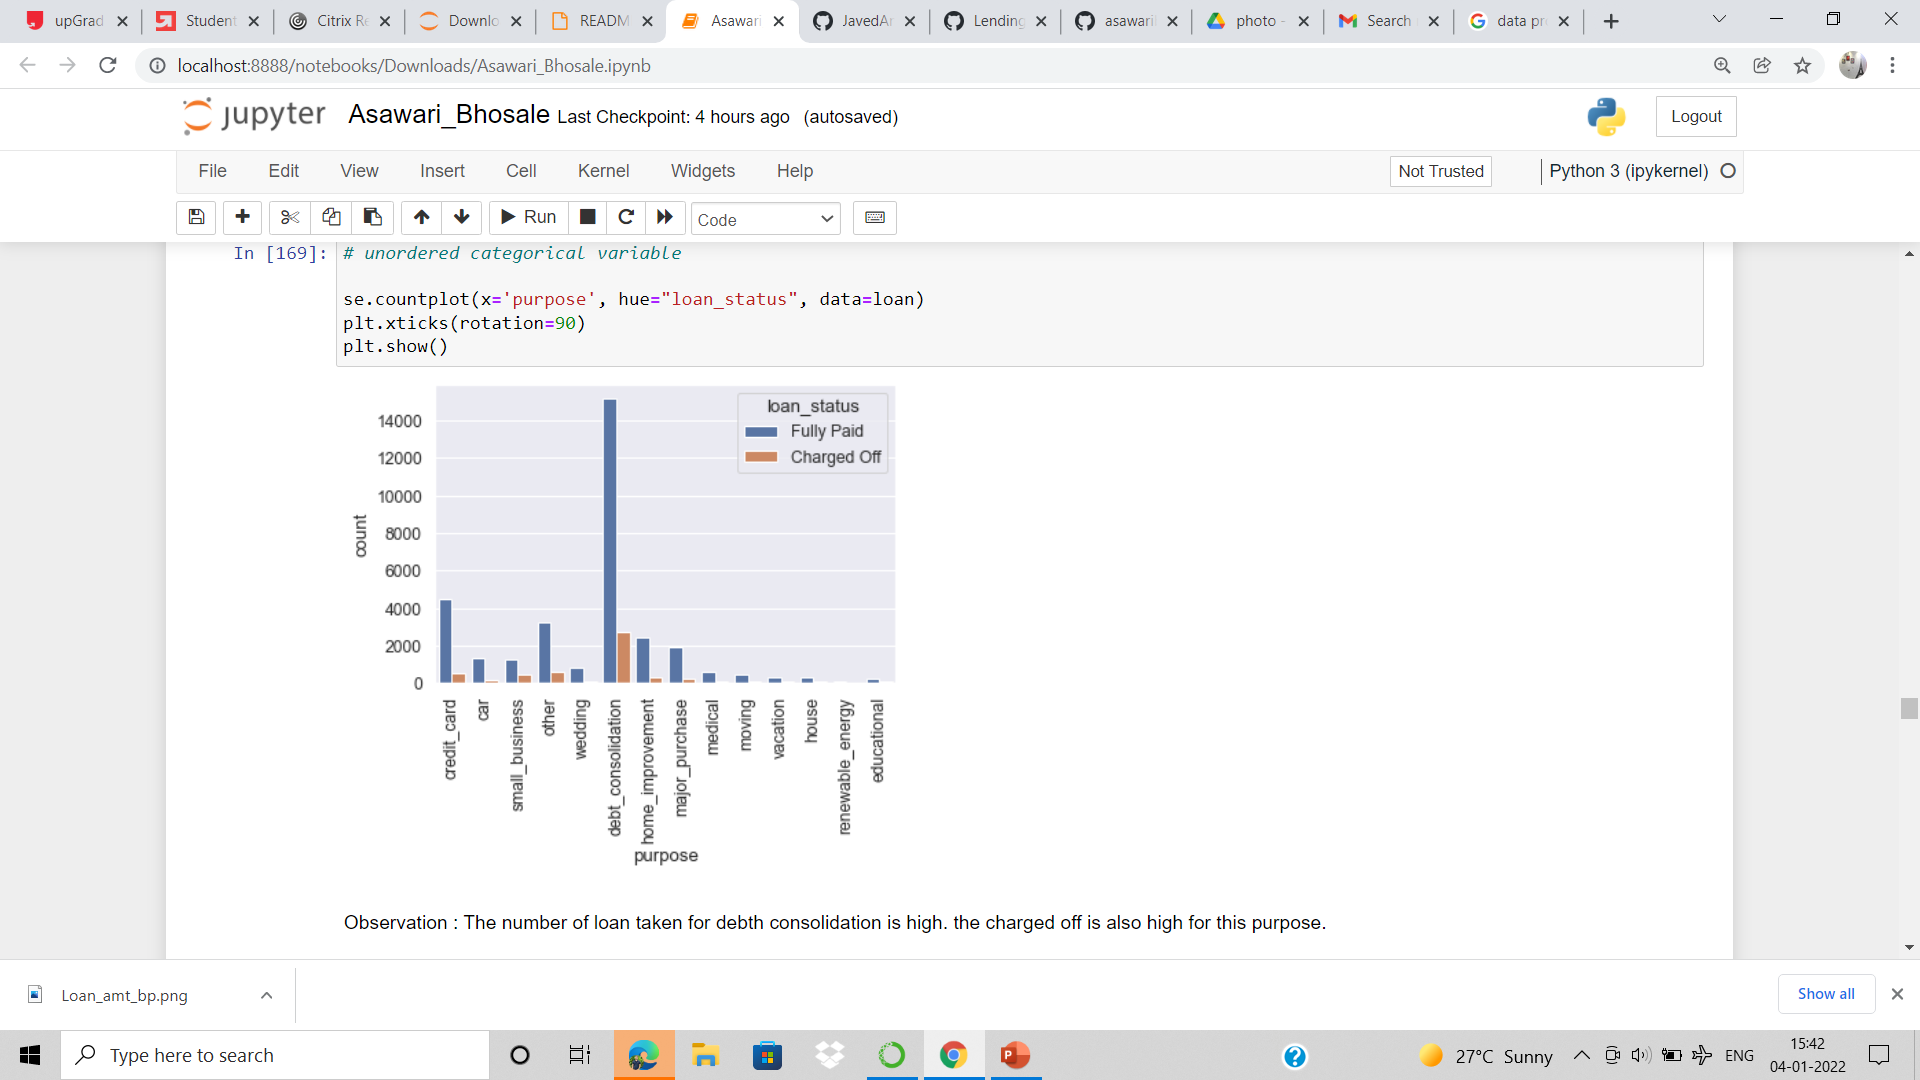 upGrad
Student
Citrix Re
Downlo
READM
Asawari
JavedAr
Lending
asawari
photo -
Search
data pr
localhost:8888/notebooks/Downloads/Asawari_Bhosale.ipynb
jupyter Asawari_Bhosale Last Checkpoint: 4 hours ago (autosaved)
Logout
File Edit View Insert Cell Kernel Widgets Help
Not Trusted
Python 3 (ipykernel)
Run
Code
In [169]: # unordered categorical variable
se.countplot(x='purpose', hue="loan_status", data=loan)
plt.xticks(rotation=90)
plt.show()
loan_status
Fully Paid
Charged Off
14000
12000
10000
8000
6000
4000
2000
0
count
credit_card
car
small_business
other
wedding
debt_consolidation
home_improvement
major_purchase
medical
moving
vacation
house
renewable_energy
educational
purpose
Observation : The number of loan taken for debth consolidation is high. the charged off is also high for this purpose.
Loan_amt_bp.png
Show all
Type here to search
27°C Sunny
ENG
15:42
04-01-2022